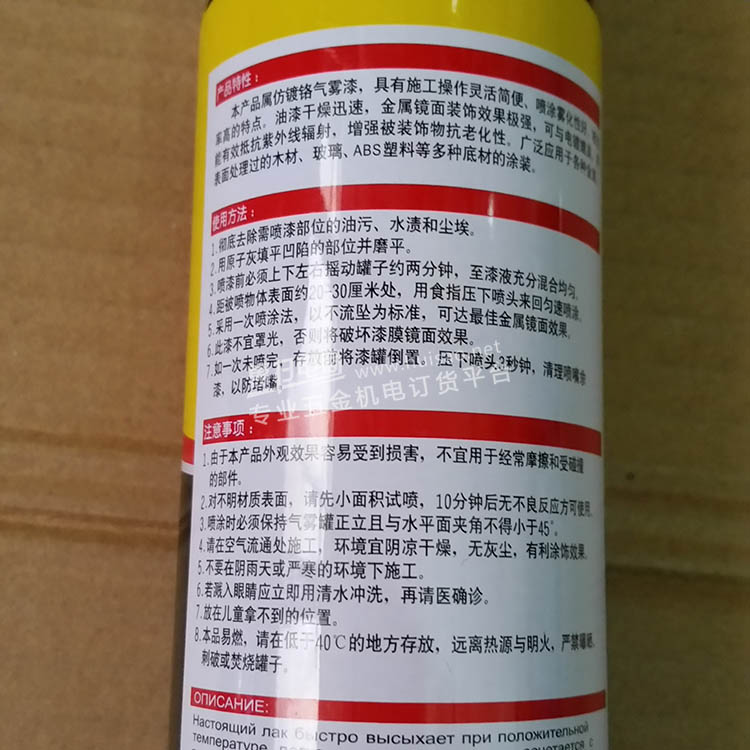 产品特性：
本产品属仿镀铬气雾漆，具有施工操作灵活简便、喷涂雾化性好、
率高的特点。油漆干燥迅速，金属镜面装饰效果极强，可与电镀媲美，
能有效抵抗紫外线辐射，增强被装饰物抗老化性。广泛应用于各种金属
表面处理过的木材、玻璃、ABS塑料等多种底材的涂装。
使用方法：
1.彻底去除需喷漆部位的油污、水渍和尘埃。
2.用原子灰填平凹陷的部位并磨平。
3.喷漆前必须上下左右摇动罐子约两分钟，至漆液充分混合均匀。
4.距被喷物体表面约20-30厘米处，用食指压下喷头来回匀速喷涂。
5.采用一次喷涂法，以不流坠为标准，可达最佳金属镜面效果。
6.此漆不宜罩光，否则将破坏漆膜镜面效果。
7.如一次未喷完，存放前将漆罐倒置，压下喷头3秒钟，清理喷嘴余
漆，以防堵嘴。
专业五金机电订货平台
注意事项：
1.由于本产品外观效果容易受到损害，不宜用于经常摩擦和受碰撞
的部件。
2.对不明材质表面，请先小面积试喷，10分钟后无不良反应方可使用。
3.喷涂时必须保持气雾罐正立且与水平面夹角不得小于45°。
4.请在空气流通处施工，环境宜阴凉干燥，无灰尘，有利涂饰效果。
5.不要在阴雨天或严寒的环境下施工。
6.若溅入眼睛应立即用清水冲洗，再请医确诊。
7.放在儿童拿不到的位置。
8.本品易燃，请在低于40℃的地方存放，远离热源与明火，严禁曝晒、
刺破或焚烧罐子。
ОПИСАНИЕ:
Настоящий лак быстро высыхает при положительной
температуре